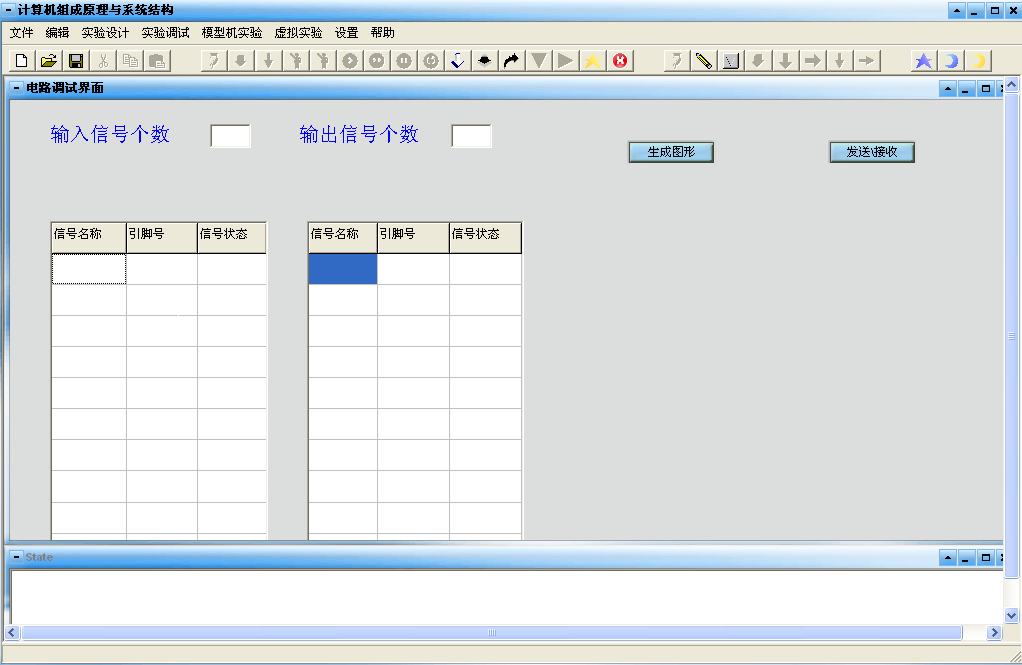 计算机组成原理与系统结构
文件 编辑 实验设计 实验调试 模型机实验 虚拟实验 设置 帮助
电路调试界面
输入信号个数 输出信号个数
生成图形 发送\接收
信号名称 引脚号 信号状态 信号名称 引脚号 信号状态
State